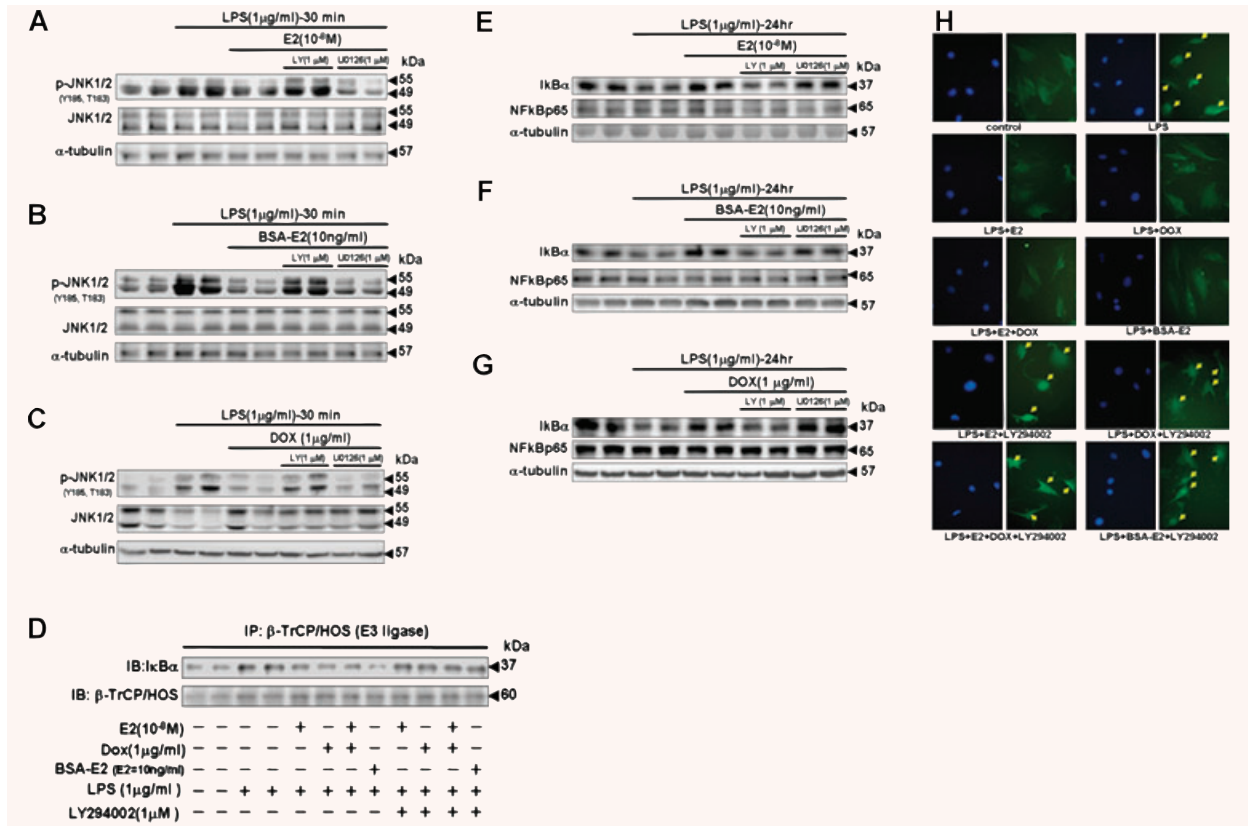 A
LPS(1µg/ml)-30 min
E2(10⁻⁸M)
LY(1 µM) U0126(1 µM) kDa
p-JNK1/2 55
(Y185, T183) 49
JNK1/2 55
49
α-tubulin 57
B
LPS(1µg/ml)-30 min
BSA-E2(10ng/ml)
LY(1 µM) U0126(1 µM) kDa
p-JNK1/2 55
(Y185, T183) 49
55
JNK1/2 49
α-tubulin 57
C
LPS(1µg/ml)-30 min
DOX (1µg/ml)
LY(1 µM) U0126(1 µM) kDa
p-JNK1/2 55
(Y185, T183) 49
JNK1/2 55
49
α-tubulin 57
D
IP: β-TrCP/HOS (E3 ligase)
kDa
IB:IκBα 37
IB: β-TrCP/HOS 60
E2(10⁻⁸M) − − − − + − + − + − + −
Dox(1µg/ml) − − − − − + + − − + + −
BSA-E2 (E2=10ng/ml) − − − − − − − + − − − +
LPS (1µg/ml) − − + + + + + + + + + +
LY294002(1µM) − − − − − − − − + + + +
E
LPS(1µg/ml)-24hr
E2(10⁻⁸M)
LY (1 µM) U0126(1 µM) kDa
IkBα 37
NFkBp65 65
α-tubulin 57
F
LPS(1µg/ml)-24hr
BSA-E2(10ng/ml)
LY (1 µM) U0126(1 µM) kDa
IkBα 37
NFkBp65 65
α-tubulin 57
G
LPS(1µg/ml)-24hr
DOX(1 µg/ml)
LY (1 µM) U0126(1 µM) kDa
IkBα 37
NFkBp65 65
α-tubulin 57
H
control LPS
LPS+E2 LPS+DOX
LPS+E2+DOX LPS+BSA-E2
LPS+E2+LY294002 LPS+DOX+LY294002
LPS+E2+DOX+LY294002 LPS+BSA-E2+LY294002